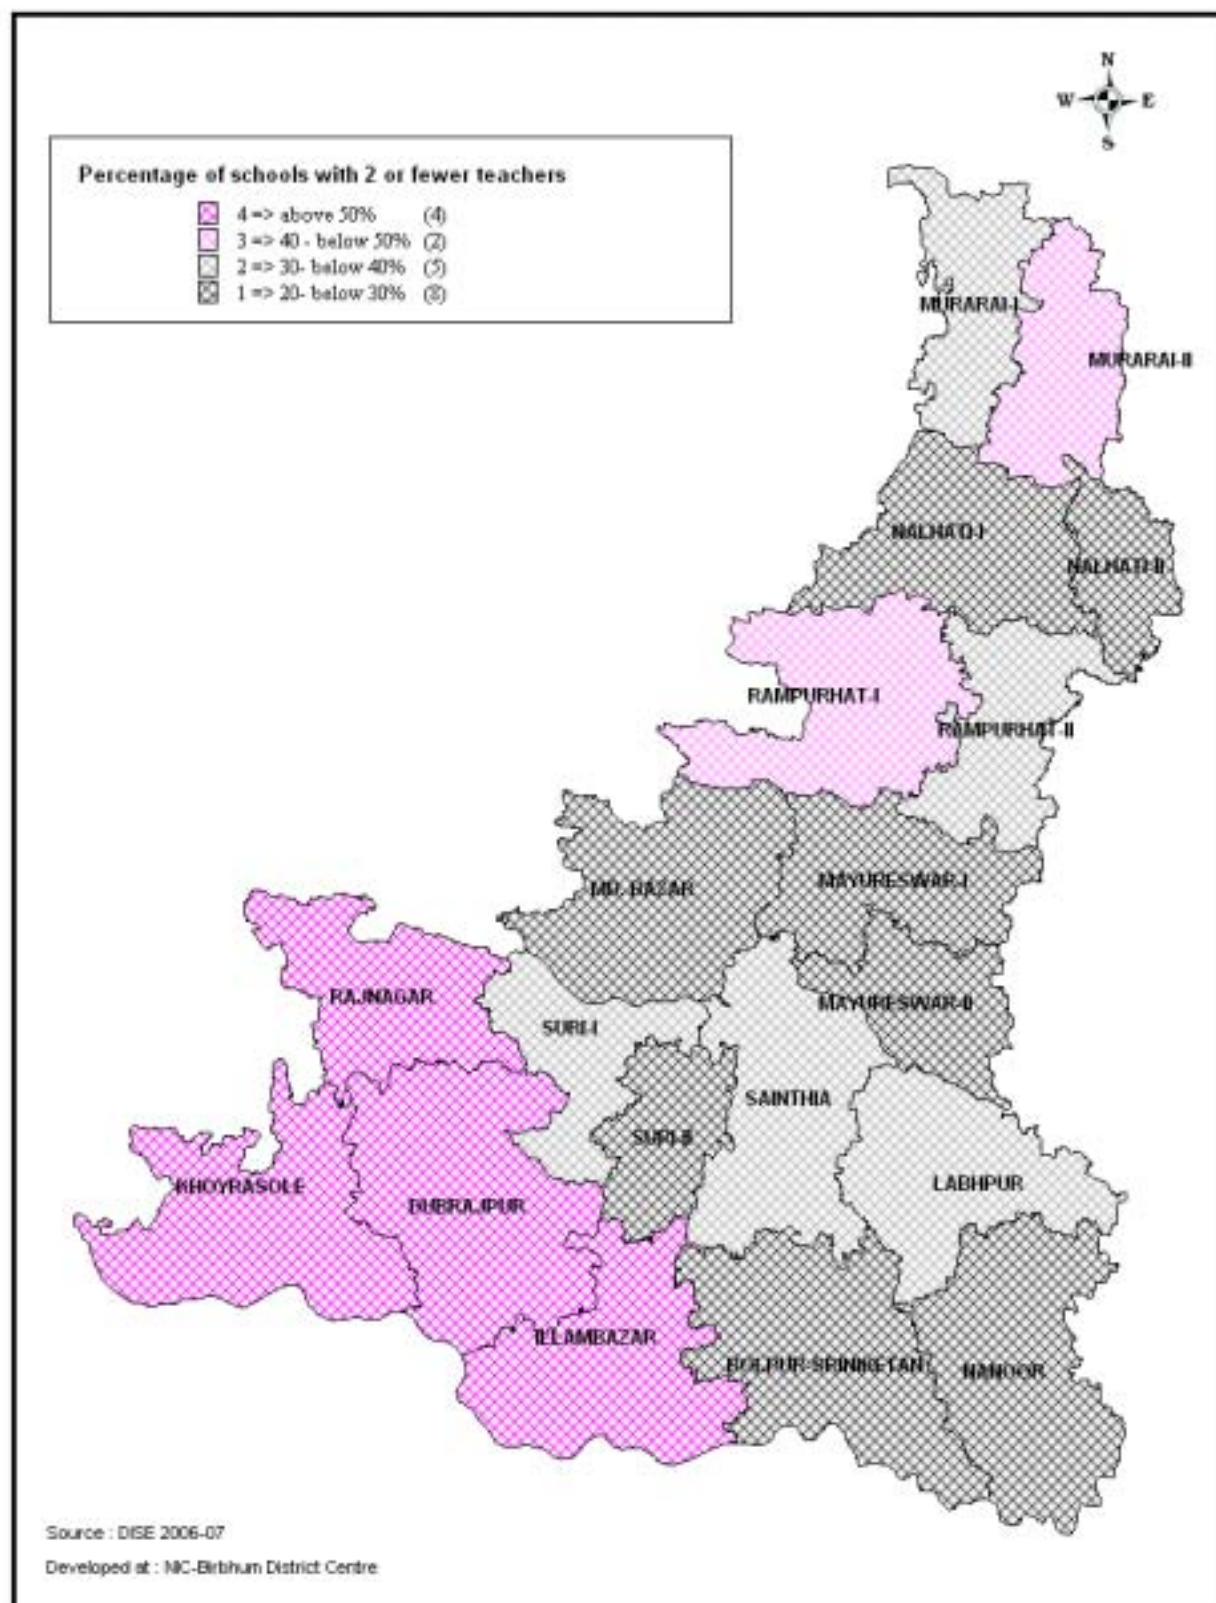 N
W E
S
Percentage of schools with 2 or fewer teachers
4 => above 50% (4)
3 => 40 - below 50% (2)
2 => 30- below 40% (5)
1 => 20- below 30% (8)
MURARAI-I
MURARAI-II
NALHATI-I
NALHATI-II
RAMPURHAT-I
RAMPURHAT-II
MD. BAZAR
MAYURESWAR-I
RAJNAGAR
MAYURESWAR-II
SURI-I
SAINTHIA
SURI-II
KHOYRASOLE
DUBRAJPUR
LABHPUR
ILLAMBAZAR
BOLPUR-SRINIKETAN
NANOOR
Source : DISE 2006-07
Developed at : NIC-Birbhum District Centre